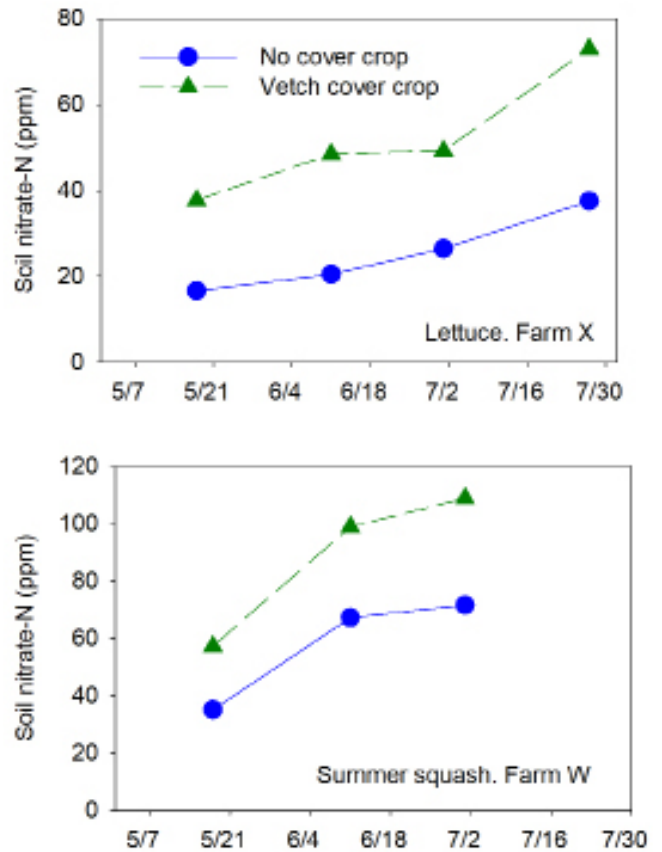 80
60
40
20
0
Soil nitrate-N (ppm)
No cover crop
Vetch cover crop
Lettuce. Farm X
5/7 5/21 6/4 6/18 7/2 7/16 7/30
120
100
80
60
40
20
0
Soil nitrate-N (ppm)
Summer squash. Farm W
5/7 5/21 6/4 6/18 7/2 7/16 7/30